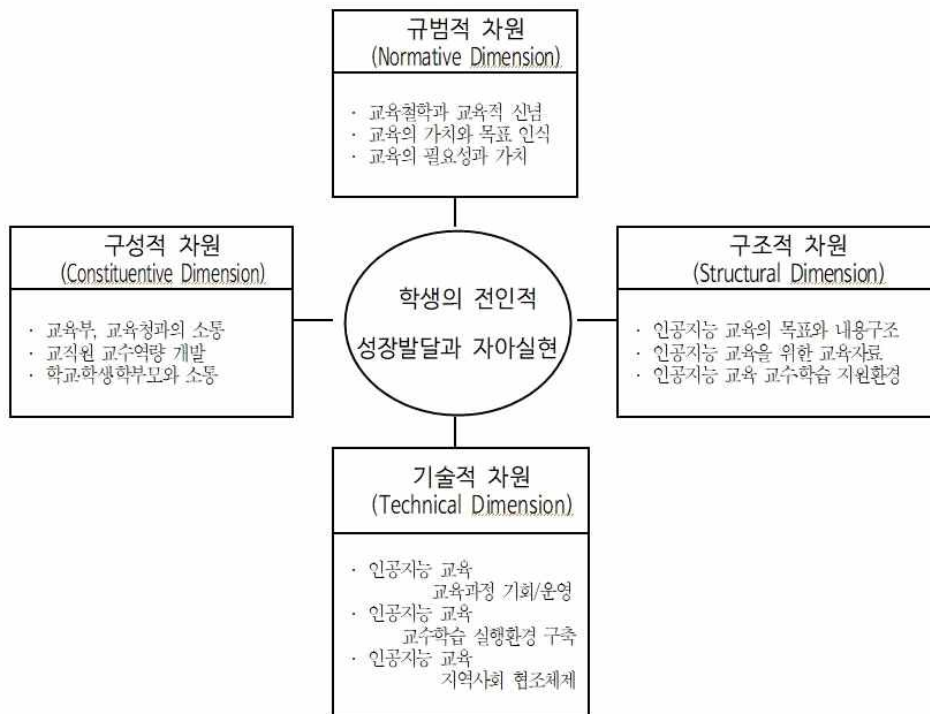 규범적 차원
(Normative Dimension)
· 교육철학과 교육적 신념
· 교육의 가치와 목표 인식
· 교육의 필요성과 가치
구성적 차원
(Constituentive Dimension)
· 교육부, 교육청과의 소통
· 교직원 교수역량 개발
· 학교학생학부모와 소통
학생의 전인적
성장발달과 자아실현
구조적 차원
(Structural Dimension)
· 인공지능 교육의 목표와 내용구조
· 인공지능 교육을 위한 교육자료
· 인공지능 교육 교수학습 지원환경
기술적 차원
(Technical Dimension)
· 인공지능 교육
교육과정 기회/운영
· 인공지능 교육
교수학습 실행환경 구축
· 인공지능 교육
지역사회 협조체제